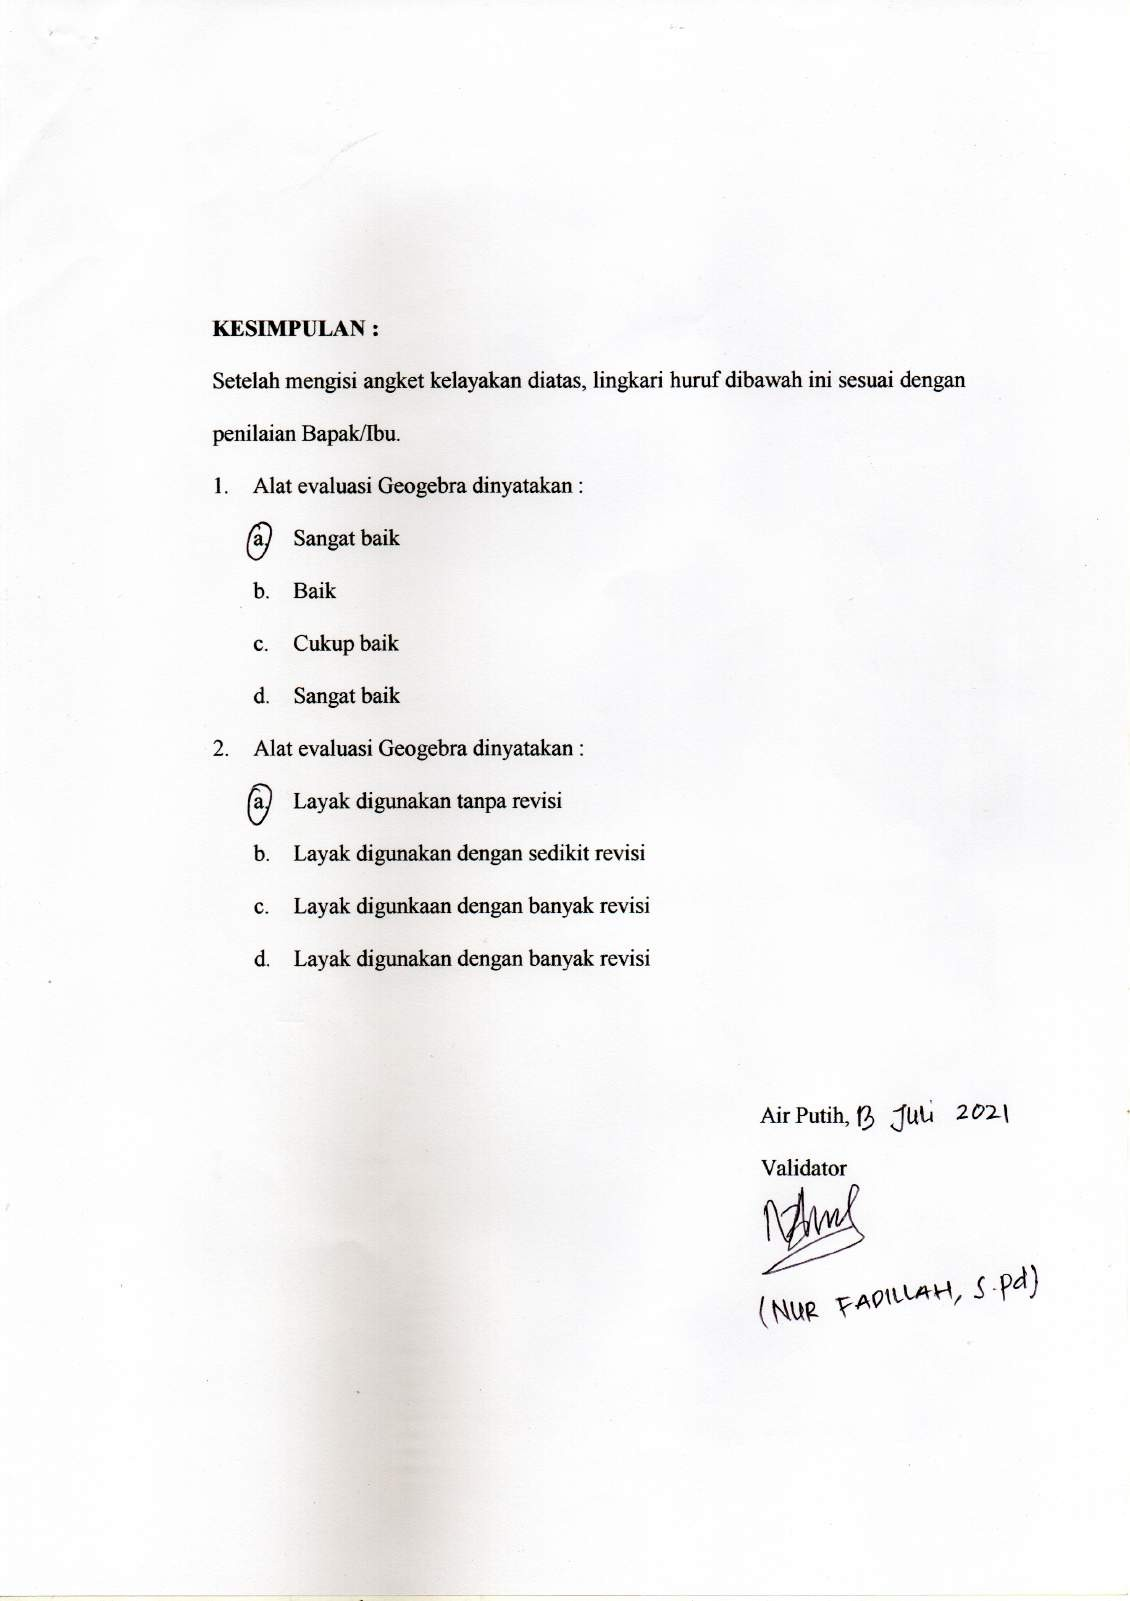 KESIMPULAN :
Setelah mengisi angket kelayakan diatas, lingkari huruf dibawah ini sesuai dengan
penilaian Bapak/Ibu.
1. Alat evaluasi Geogebra dinyatakan :
a. Sangat baik
b. Baik
c. Cukup baik
d. Sangat baik
2. Alat evaluasi Geogebra dinyatakan :
a. Layak digunakan tanpa revisi
b. Layak digunakan dengan sedikit revisi
c. Layak digunkaan dengan banyak revisi
d. Layak digunakan dengan banyak revisi
Air Putih, 13 Juli 2021
Validator
(NUR FADILLAH, S.Pd)